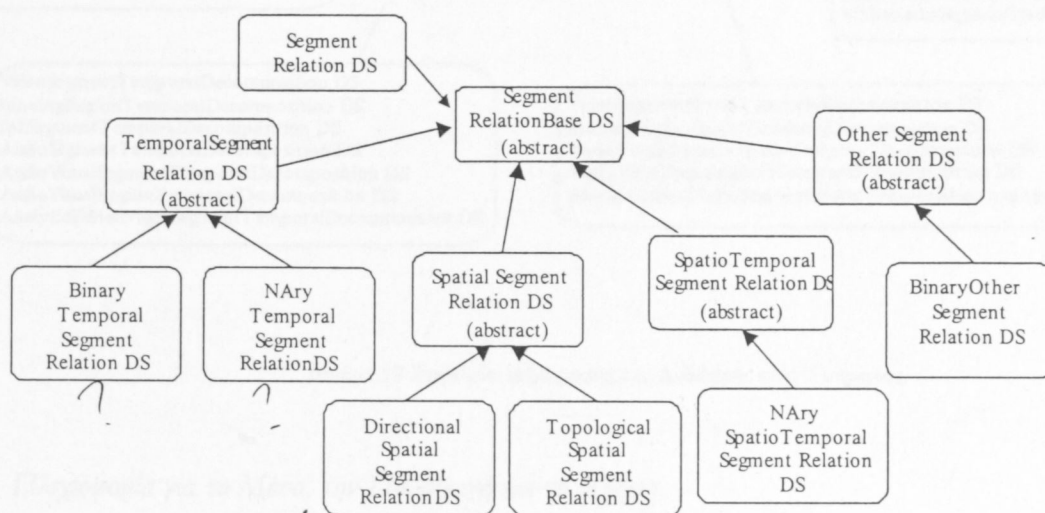 Segment
Relation DS
Segment
RelationBase DS
(abstract)
TemporalSegment
Relation DS
(abstract)
Other Segment
Relation DS
(abstract)
Binary
Temporal
Segment
Relation DS
NAry
Temporal
Segment
RelationDS
Spatial Segment
Relation DS
(abstract)
SpatioTemporal
Segment Relation DS
(abstract)
BinaryOther
Segment
Relation DS
Directional
Spatial
Segment
RelationDS
Topological
Spatial
Segment
Relation DS
NAry
SpatioTemporal
Segment Relation
DS